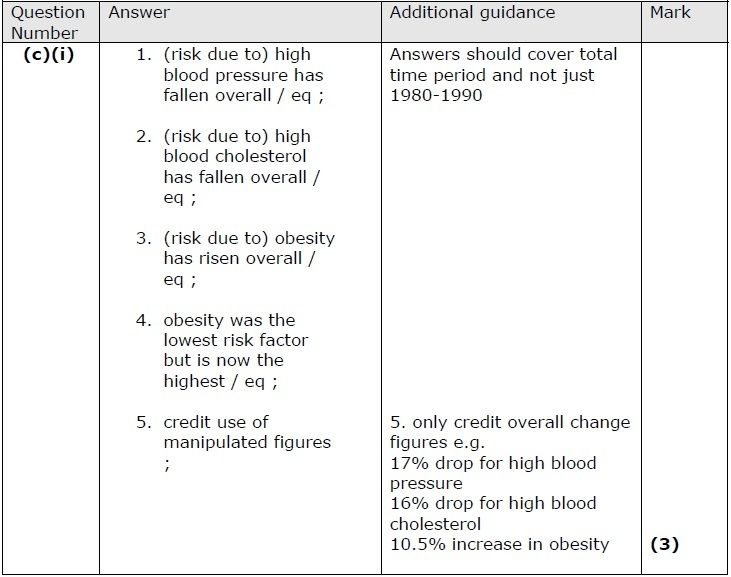 Question Number
Answer
Additional guidance
Mark
(c)(i)
1. (risk due to) high
blood pressure has
fallen overall / eq ;
Answers should cover total
time period and not just
1980-1990
2. (risk due to) high
blood cholesterol
has fallen overall /
eq ;
3. (risk due to) obesity
has risen overall /
eq ;
4. obesity was the
lowest risk factor
but is now the
highest / eq ;
5. credit use of
manipulated figures
;
5. only credit overall change
figures e.g.
17% drop for high blood
pressure
16% drop for high blood
cholesterol
10.5% increase in obesity
(3)